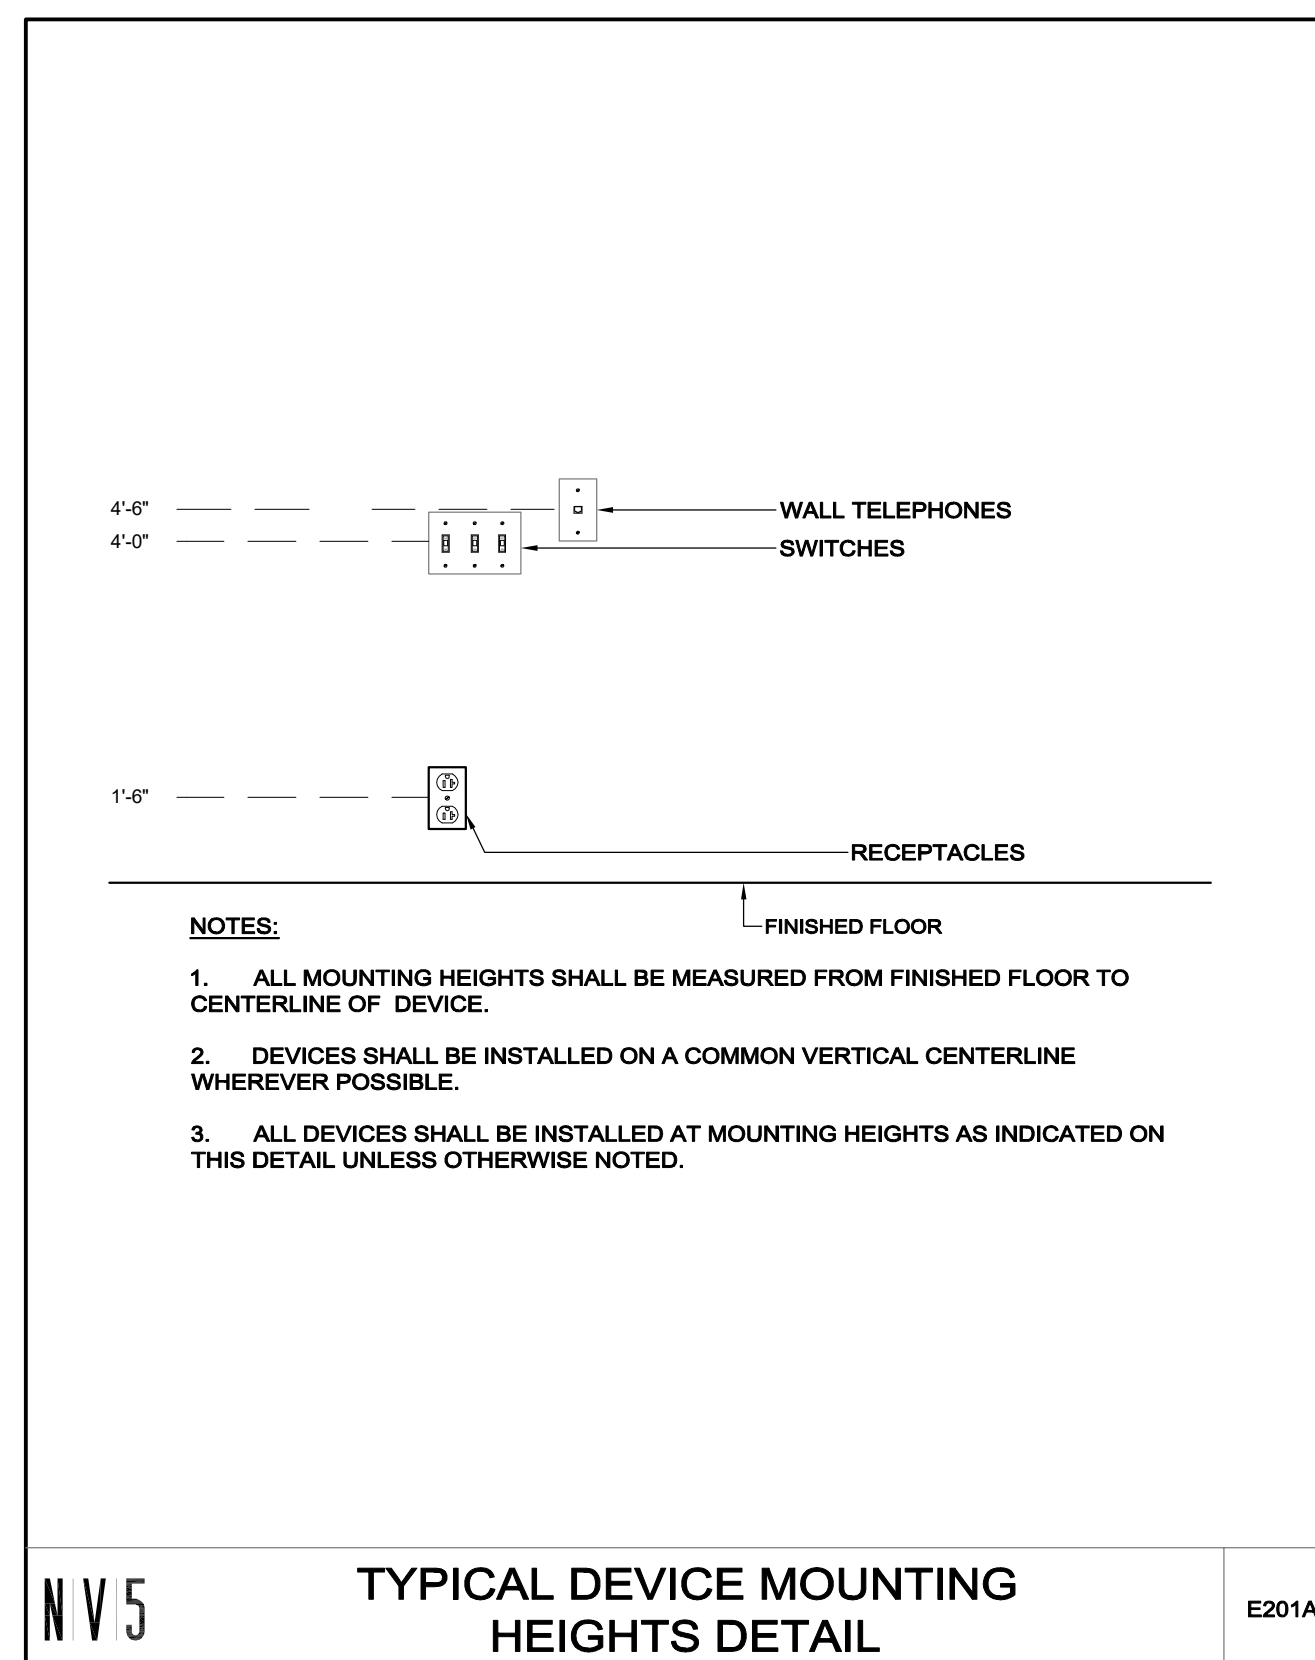 4'-6"
WALL TELEPHONES
4'-0"
SWITCHES
1'-6"
RECEPTACLES
FINISHED FLOOR
NOTES:
1. ALL MOUNTING HEIGHTS SHALL BE MEASURED FROM FINISHED FLOOR TO
CENTERLINE OF DEVICE.
2. DEVICES SHALL BE INSTALLED ON A COMMON VERTICAL CENTERLINE
WHEREVER POSSIBLE.
3. ALL DEVICES SHALL BE INSTALLED AT MOUNTING HEIGHTS AS INDICATED ON
THIS DETAIL UNLESS OTHERWISE NOTED.
N|V|5
TYPICAL DEVICE MOUNTING
HEIGHTS DETAIL
E201A